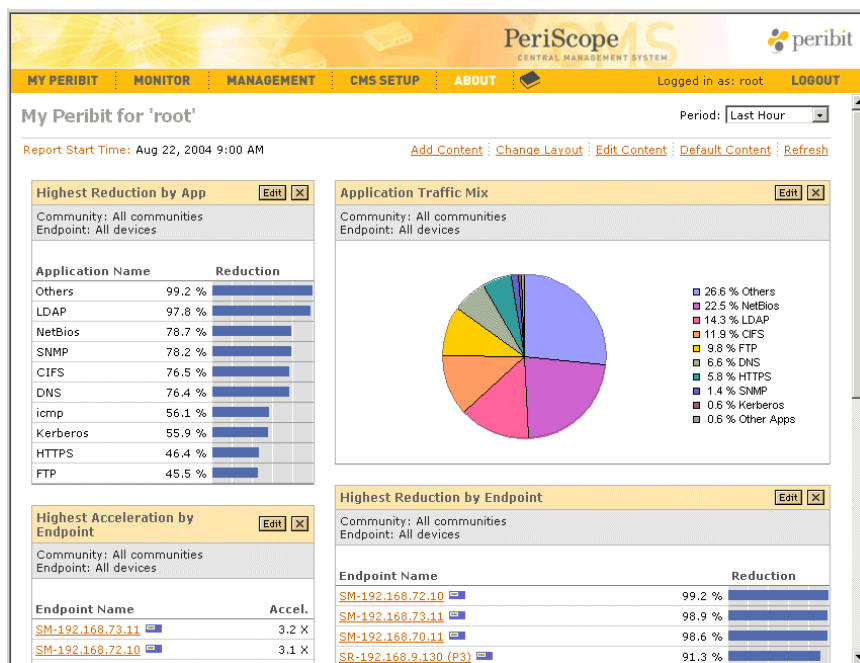 PeriScope
CENTRAL MANAGEMENT SYSTEM
peribit
MY PERIBIT MONITOR MANAGEMENT CMS SETUP ABOUT Logged in as: root LOGOUT
My Peribit for 'root'
Period: Last Hour
Report Start Time: Aug 22, 2004 9:00 AM
Add Content Change Layout Edit Content Default Content Refresh
Highest Reduction by App Edit X
Community: All communities
Endpoint: All devices
Application Name Reduction
Others 99.2 %
LDAP 97.8 %
NetBios 78.7 %
SNMP 78.2 %
CIFS 76.5 %
DNS 76.4 %
icmp 56.1 %
Kerberos 55.9 %
HTTPS 46.4 %
FTP 45.5 %
Application Traffic Mix Edit X
Community: All communities
Endpoint: All devices
26.6 % Others
22.5 % NetBios
14.3 % LDAP
11.9 % CIFS
9.8 % FTP
6.6 % DNS
5.8 % HTTPS
1.4 % SNMP
0.6 % Kerberos
0.6 % Other Apps
Highest Acceleration by
Endpoint Edit X
Community: All communities
Endpoint: All devices
Endpoint Name Accel.
SM-192.168.73.11 3.2 X
SM-192.168.72.10 3.1 X
Highest Reduction by Endpoint Edit X
Community: All communities
Endpoint: All devices
Endpoint Name Reduction
SM-192.168.72.10 99.2 %
SM-192.168.73.11 98.9 %
SM-192.168.70.11 98.6 %
SR-192.168.9.130 (P3) 91.3 %